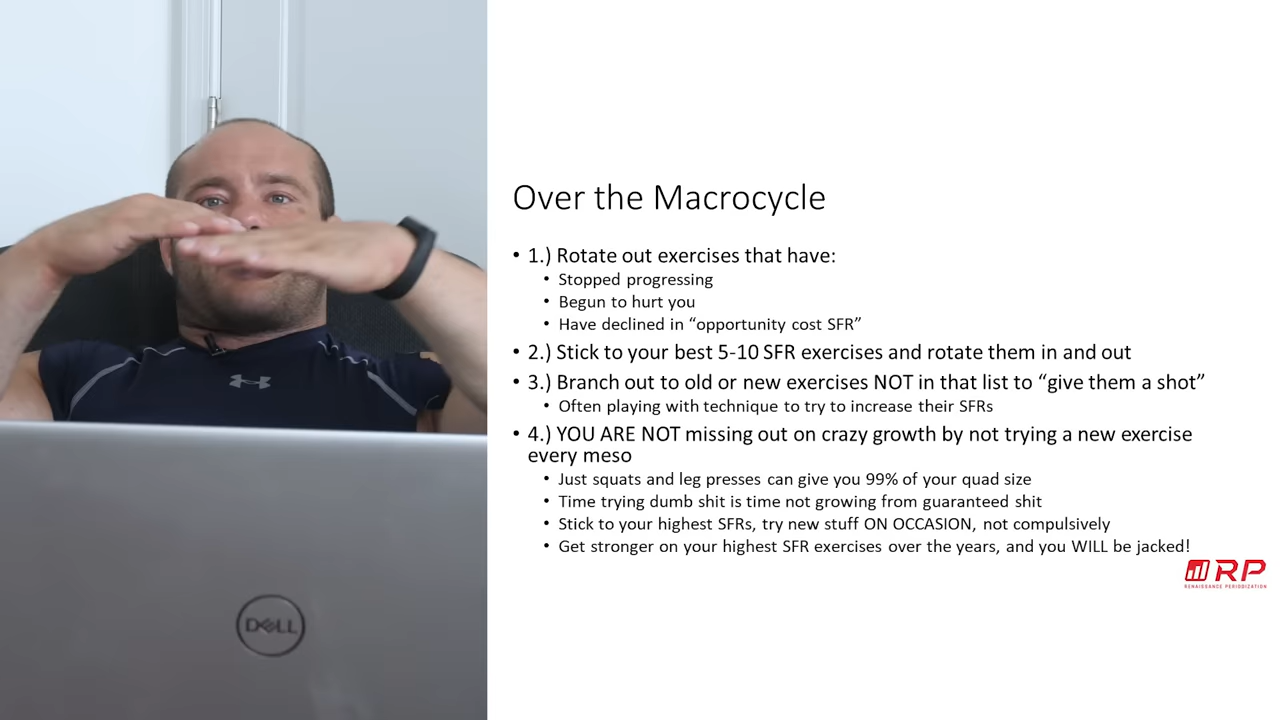 Over the Macrocycle
• 1.) Rotate out exercises that have:
• Stopped progressing
• Begun to hurt you
• Have declined in “opportunity cost SFR”
• 2.) Stick to your best 5-10 SFR exercises and rotate them in and out
• 3.) Branch out to old or new exercises NOT in that list to “give them a shot”
• Often playing with technique to try to increase their SFRs
• 4.) YOU ARE NOT missing out on crazy growth by not trying a new exercise
every meso
• Just squats and leg presses can give you 99% of your quad size
• Time trying dumb shit is time not growing from guaranteed shit
• Stick to your highest SFRs, try new stuff ON OCCASION, not compulsively
• Get stronger on your highest SFR exercises over the years, and you WILL be jacked!
RP
RENAISSANCE PERIODIZATION
DELL